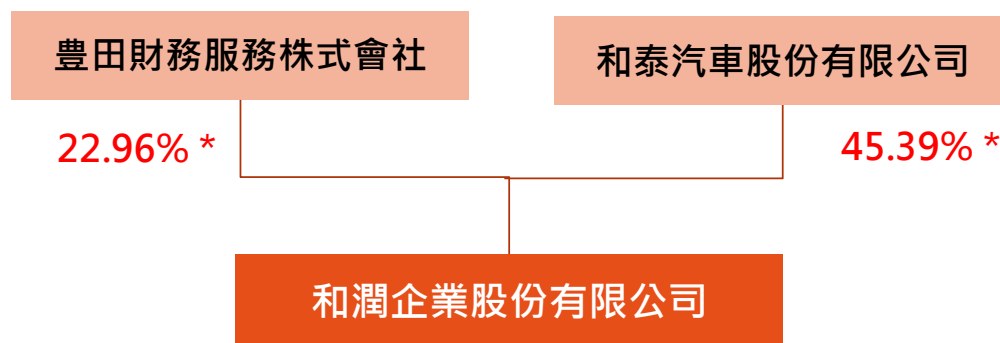 豊田財務服務株式會社
和泰汽車股份有限公司
22.96% *
45.39% *
和潤企業股份有限公司